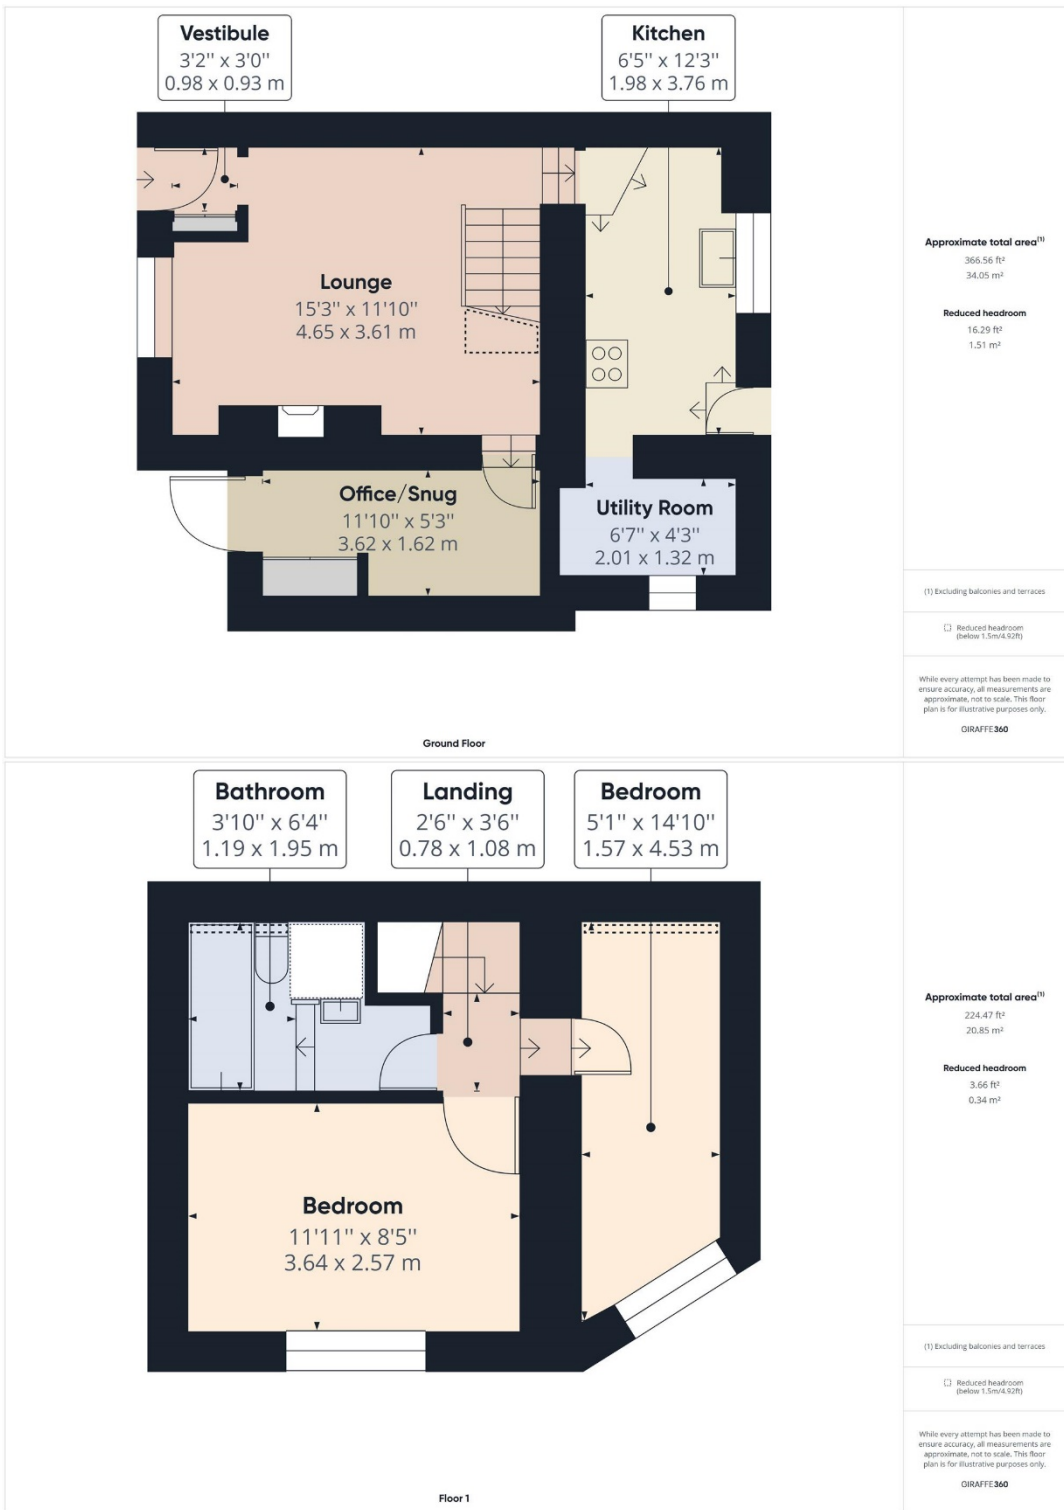 Vestibule
3'2'' x 3'0''
0.98 x 0.93 m
Kitchen
6'5'' x 12'3''
1.98 x 3.76 m
Lounge
15'3'' x 11'10''
4.65 x 3.61 m
Office/Snug
11'10'' x 5'3''
3.62 x 1.62 m
Utility Room
6'7'' x 4'3''
2.01 x 1.32 m
Ground Floor
Approximate total area(1)
366.56 ft²
34.05 m²
Reduced headroom
16.29 ft²
1.51 m²
(1) Excluding balconies and terraces
Reduced headroom
(below 1.5m/4.92ft)
While every attempt has been made to
ensure accuracy, all measurements are
approximate, not to scale. This floor
plan is for illustrative purposes only.
GIRAFFE360
Bathroom
3'10'' x 6'4''
1.19 x 1.95 m
Landing
2'6'' x 3'6''
0.78 x 1.08 m
Bedroom
5'1'' x 14'10''
1.57 x 4.53 m
Bedroom
11'11'' x 8'5''
3.64 x 2.57 m
Floor 1
Approximate total area(1)
224.47 ft²
20.85 m²
Reduced headroom
3.66 ft²
0.34 m²
(1) Excluding balconies and terraces
Reduced headroom
(below 1.5m/4.92ft)
While every attempt has been made to
ensure accuracy, all measurements are
approximate, not to scale. This floor
plan is for illustrative purposes only.
GIRAFFE360